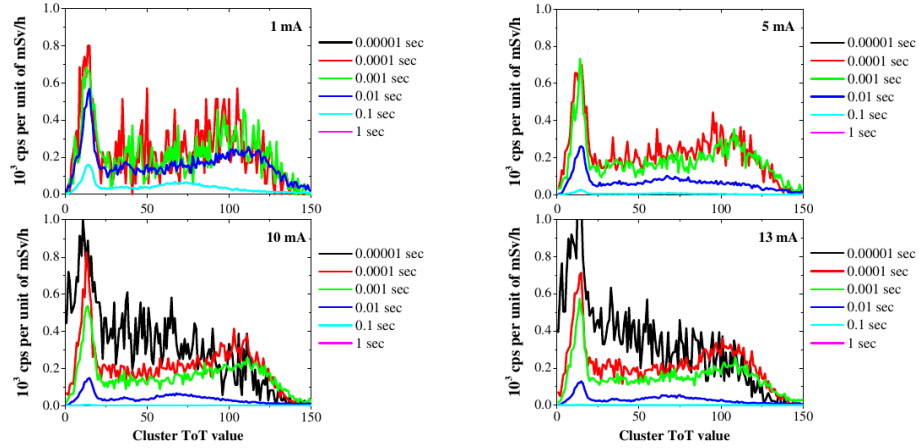 1 mA
10³ cps per unit of mSv/h
1.0
0.8
0.6
0.4
0.2
0.0
0 50 100 150
0.00001 sec
0.0001 sec
0.001 sec
0.01 sec
0.1 sec
1 sec
5 mA
10³ cps per unit of mSv/h
1.0
0.8
0.6
0.4
0.2
0.0
0 50 100 150
0.00001 sec
0.0001 sec
0.001 sec
0.01 sec
0.1 sec
1 sec
10 mA
10³ cps per unit of mSv/h
1.0
0.8
0.6
0.4
0.2
0.0
0 50 100 150
Cluster ToT value
0.00001 sec
0.0001 sec
0.001 sec
0.01 sec
0.1 sec
1 sec
13 mA
10³ cps per unit of mSv/h
1.0
0.8
0.6
0.4
0.2
0.0
0 50 100 150
Cluster ToT value
0.00001 sec
0.0001 sec
0.001 sec
0.01 sec
0.1 sec
1 sec